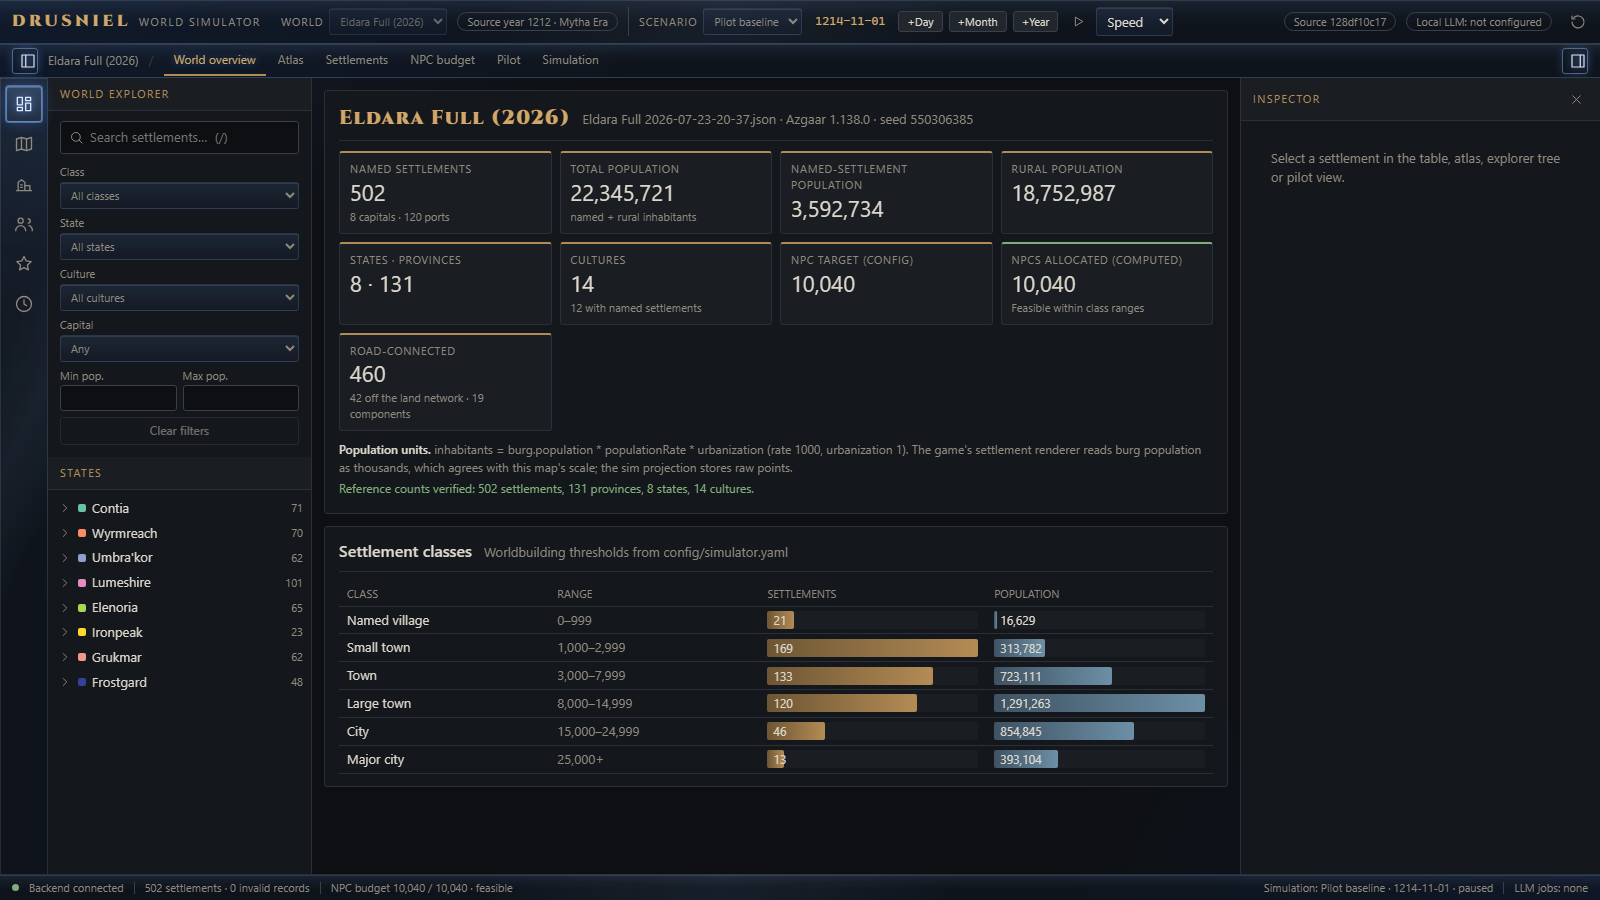 DRUSNIEL WORLD SIMULATOR WORLD Eldara Full (2026) Source year 1212 · Mytha Era SCENARIO Pilot baseline 1214-11-01 +Day +Month +Year Speed Source 128df10c17 Local LLM: not configured
Eldara Full (2026) / World overview Atlas Settlements NPC budget Pilot Simulation
WORLD EXPLORER
Search settlements... (/)
Class
All classes
State
All states
Culture
All cultures
Capital
Any
Min pop. Max pop.
Clear filters
STATES
Contia 71
Wyrmreach 70
Umbra'kor 62
Lumeshire 101
Elenoria 65
Ironpeak 23
Grukmar 62
Frostgard 48
ELDARA FULL (2026) Eldara Full 2026-07-23-20-37.json · Azgaar 1.138.0 · seed 550306385
NAMED SETTLEMENTS
502
8 capitals · 120 ports
TOTAL POPULATION
22,345,721
named + rural inhabitants
NAMED-SETTLEMENT
POPULATION
3,592,734
RURAL POPULATION
18,752,987
STATES · PROVINCES
8 · 131
CULTURES
14
12 with named settlements
NPC TARGET (CONFIG)
10,040
NPCS ALLOCATED (COMPUTED)
10,040
Feasible within class ranges
ROAD-CONNECTED
460
42 off the land network · 19
components
Population units. inhabitants = burg.population * populationRate * urbanization (rate 1000, urbanization 1). The game's settlement renderer reads burg population
as thousands, which agrees with this map's scale; the sim projection stores raw points.
Reference counts verified: 502 settlements, 131 provinces, 8 states, 14 cultures.
Settlement classes Worldbuilding thresholds from config/simulator.yaml
CLASS RANGE SETTLEMENTS POPULATION
Named village 0–999 21 16,629
Small town 1,000–2,999 169 313,782
Town 3,000–7,999 133 723,111
Large town 8,000–14,999 120 1,291,263
City 15,000–24,999 46 854,845
Major city 25,000+ 13 393,104
INSPECTOR
Select a settlement in the table, atlas, explorer tree
or pilot view.
Backend connected 502 settlements · 0 invalid records NPC budget 10,040 / 10,040 · feasible Simulation: Pilot baseline · 1214-11-01 · paused LLM jobs: none